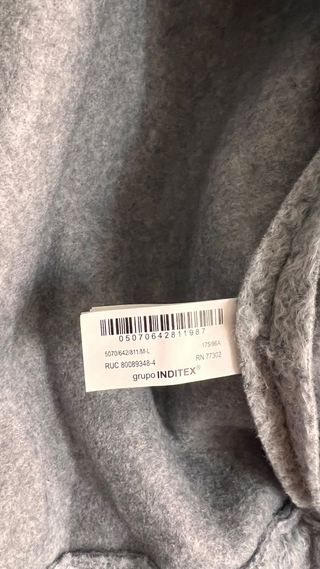 05070642811987
5070/642/811/M-L 175/96A
RUC 80089348-4 RN 77302
grupo INDITEX®